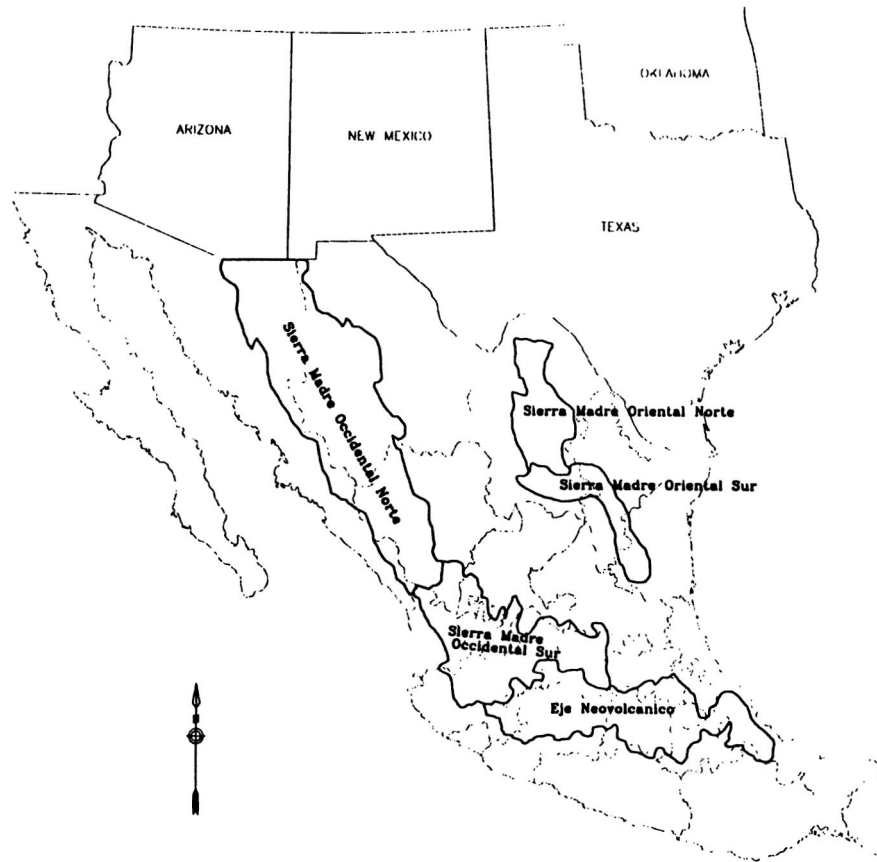 OKLAHOMA
ARIZONA
NEW MEXICO
TEXAS
Sierra Madre Occidental Norte
Sierra Madre Oriental Norte
Sierra Madre Oriental Sur
Sierra Madre
Occidental Sur
Eje Neovolcanico